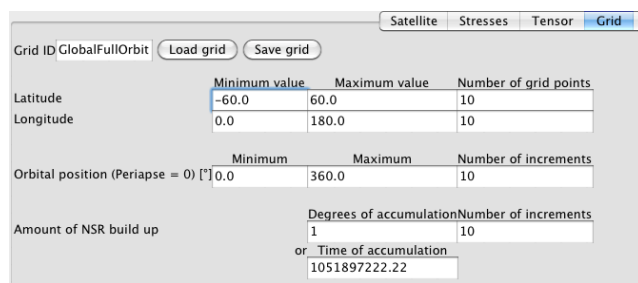 Satellite Stresses Tensor Grid
Grid ID GlobalFullOrbit Load grid Save grid
Minimum value Maximum value Number of grid points
Latitude -60.0 60.0 10
Longitude 0.0 180.0 10
Minimum Maximum Number of increments
Orbital position (Periapse = 0) [°] 0.0 360.0 10
Degrees of accumulation Number of increments
Amount of NSR build up 1 10
or Time of accumulation
1051897222.22